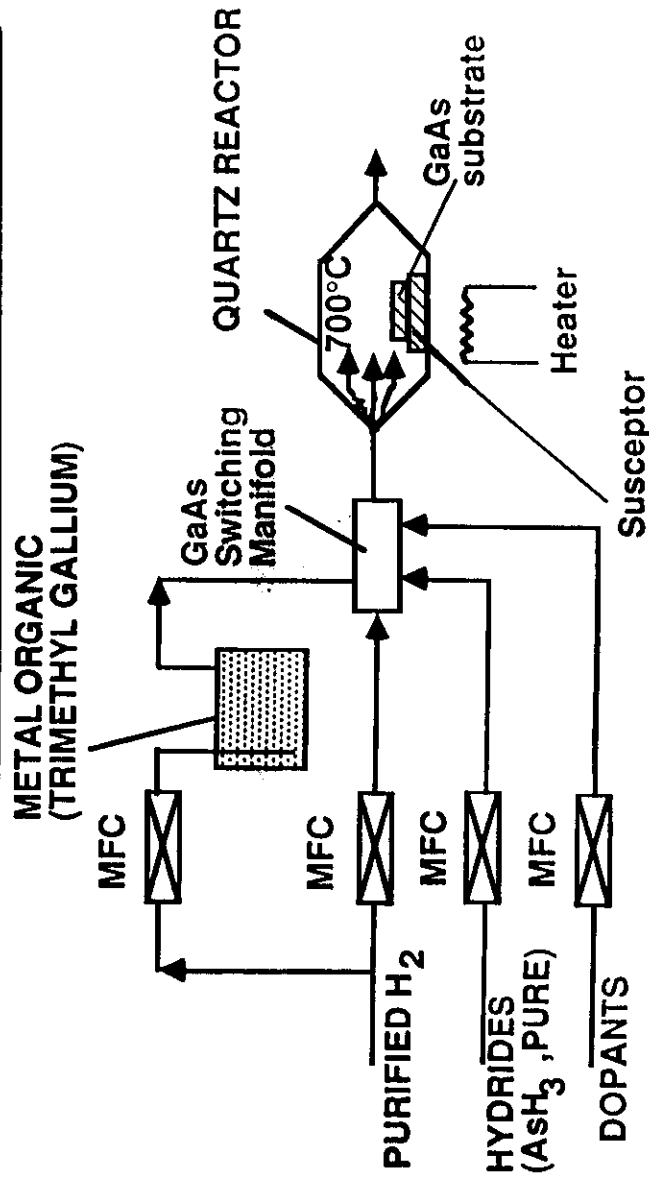 METAL ORGANIC
(TRIMETHYL GALLIUM)
MFC
GaAs
Switching
Manifold
QUARTZ REACTOR
700°C
MFC
PURIFIED H2
GaAs
substrate
MFC
HYDRIDES
(AsH3 ,PURE)
Heater
MFC
Susceptor
DOPANTS